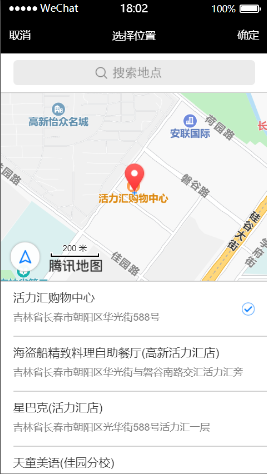 WeChat 18:02 100%
取消 选择位置 确定
搜索地点
高新怡众名城
安联国际
荷园路
磐谷路
活力汇购物中心
硅谷大街
佳园路
学府街
200 米
腾讯地图
活力汇购物中心
吉林省长春市朝阳区华光街588号
海盗船精致料理自助餐厅(高新活力汇店)
吉林省长春市朝阳区华光街与磐谷南路交汇活力汇旁
星巴克(活力汇店)
吉林省长春市朝阳区华光街588号活力汇一层
天童美语(佳园分校)